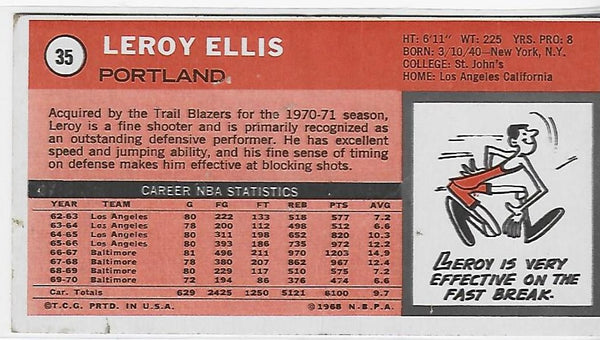 35
LEROY ELLIS
PORTLAND
HT: 6'11" WT: 225 YRS. PRO: 8
BORN: 3/10/40—New York, N.Y.
COLLEGE: St. John's
HOME: Los Angeles California
Acquired by the Trail Blazers for the 1970-71 season,
Leroy is a fine shooter and is primarily recognized as
an outstanding defensive performer. He has excellent
speed and jumping ability, and his fine sense of timing
on defense makes him effective at blocking shots.
CAREER NBA STATISTICS
YEAR TEAM G FG FT REB PTS AVG
62-63 Los Angeles 80 222 133 518 577 7.2
63-64 Los Angeles 78 200 112 498 512 6.6
64-65 Los Angeles 80 311 198 652 820 10.3
65-66 Los Angeles 80 393 186 735 972 12.2
66-67 Baltimore 81 496 211 970 1203 14.9
67-68 Baltimore 78 380 207 862 967 12.4
68-69 Baltimore 80 229 117 510 575 7.2
69-70 Baltimore 72 194 86 376 474 6.6
Car. Totals 629 2425 1250 5121 6100 9.7
©T.C.G. PRTD. IN U.S.A. ©1968 N.B.P.A.
LEROY IS VERY
EFFECTIVE ON THE
FAST BREAK.